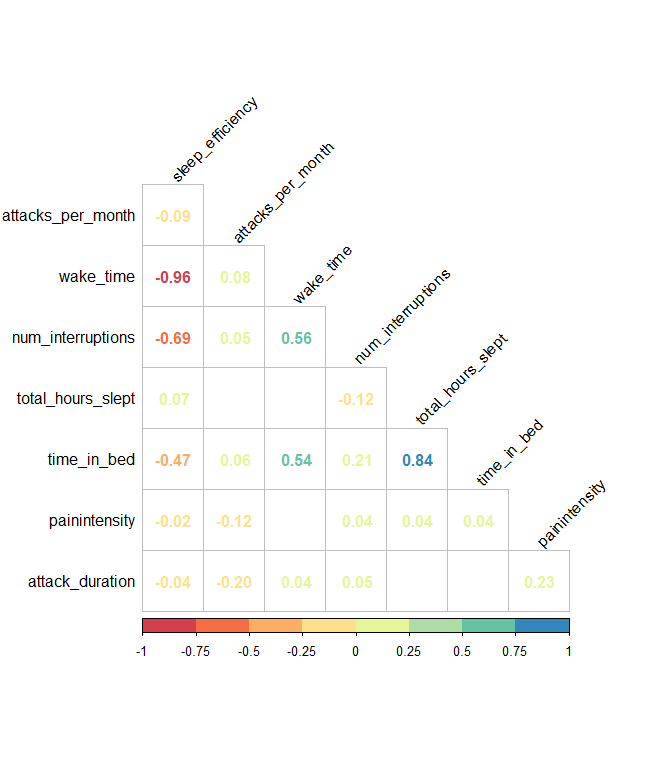 sleep_efficiency
attacks_per_month -0.09 attacks_per_month
wake_time -0.96 0.08 wake_time
num_interruptions -0.69 0.05 0.56 num_interruptions
total_hours_slept 0.07 -0.12 total_hours_slept
time_in_bed -0.47 0.06 0.54 0.21 0.84 time_in_bed
painintensity -0.02 -0.12 0.04 0.04 0.04 painintensity
attack_duration -0.04 -0.20 0.04 0.05 0.23
-1 -0.75 -0.5 -0.25 0 0.25 0.5 0.75 1